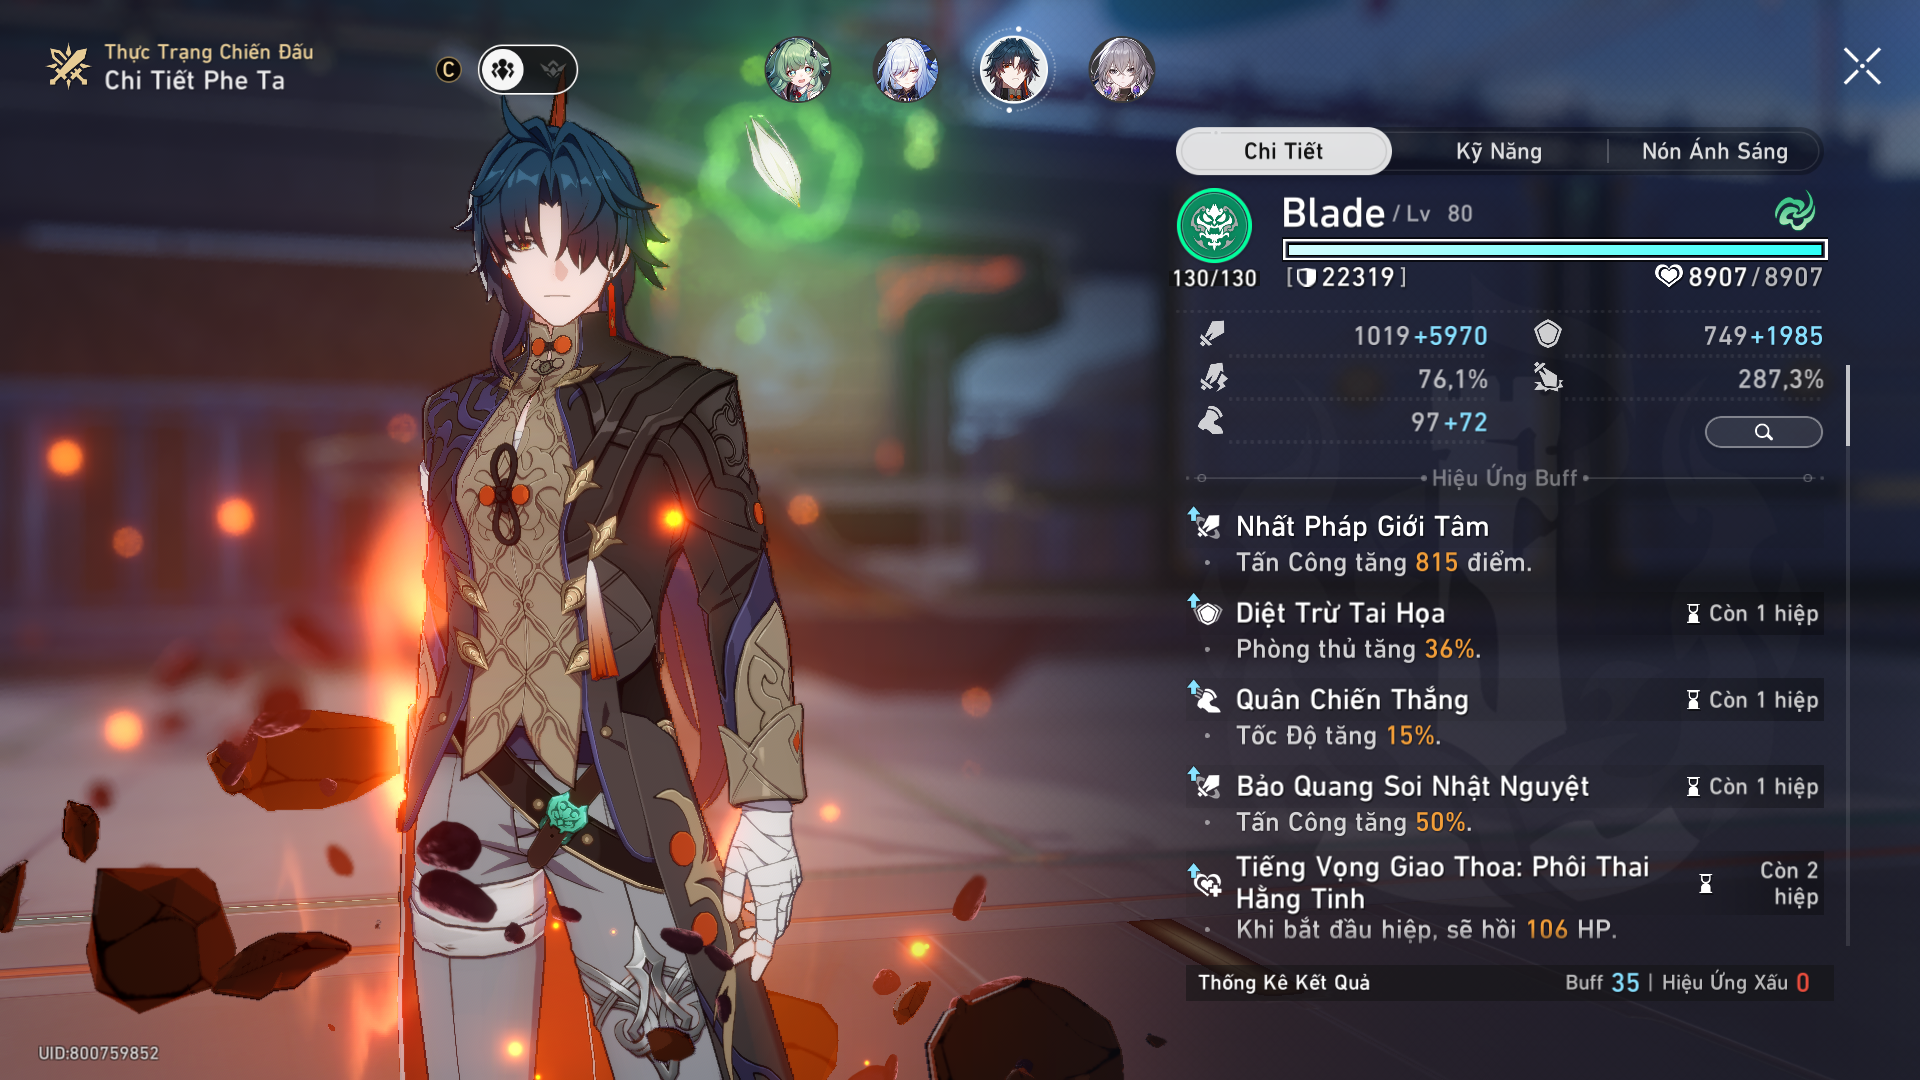 Thực Trạng Chiến Đấu
Chi Tiết Phe Ta
C
Chi Tiết
Kỹ Năng
Nón Ánh Sáng
Blade / Lv 80
130/130
[22319]
8907/8907
1019+5970
749+1985
76,1%
287,3%
97+72
Hiệu Ứng Buff
Nhất Pháp Giới Tâm
Tấn Công tăng 815 điểm.
Diệt Trừ Tai Họa
Còn 1 hiệp
Phòng thủ tăng 36%.
Quân Chiến Thắng
Còn 1 hiệp
Tốc Độ tăng 15%.
Bảo Quang Soi Nhật Nguyệt
Còn 1 hiệp
Tấn Công tăng 50%.
Tiếng Vọng Giao Thoa: Phôi Thai
Hằng Tinh
Còn 2
hiệp
Khi bắt đầu hiệp, sẽ hồi 106 HP.
Thống Kê Kết Quả
Buff 35 | Hiệu Ứng Xấu 0
UID:800759852